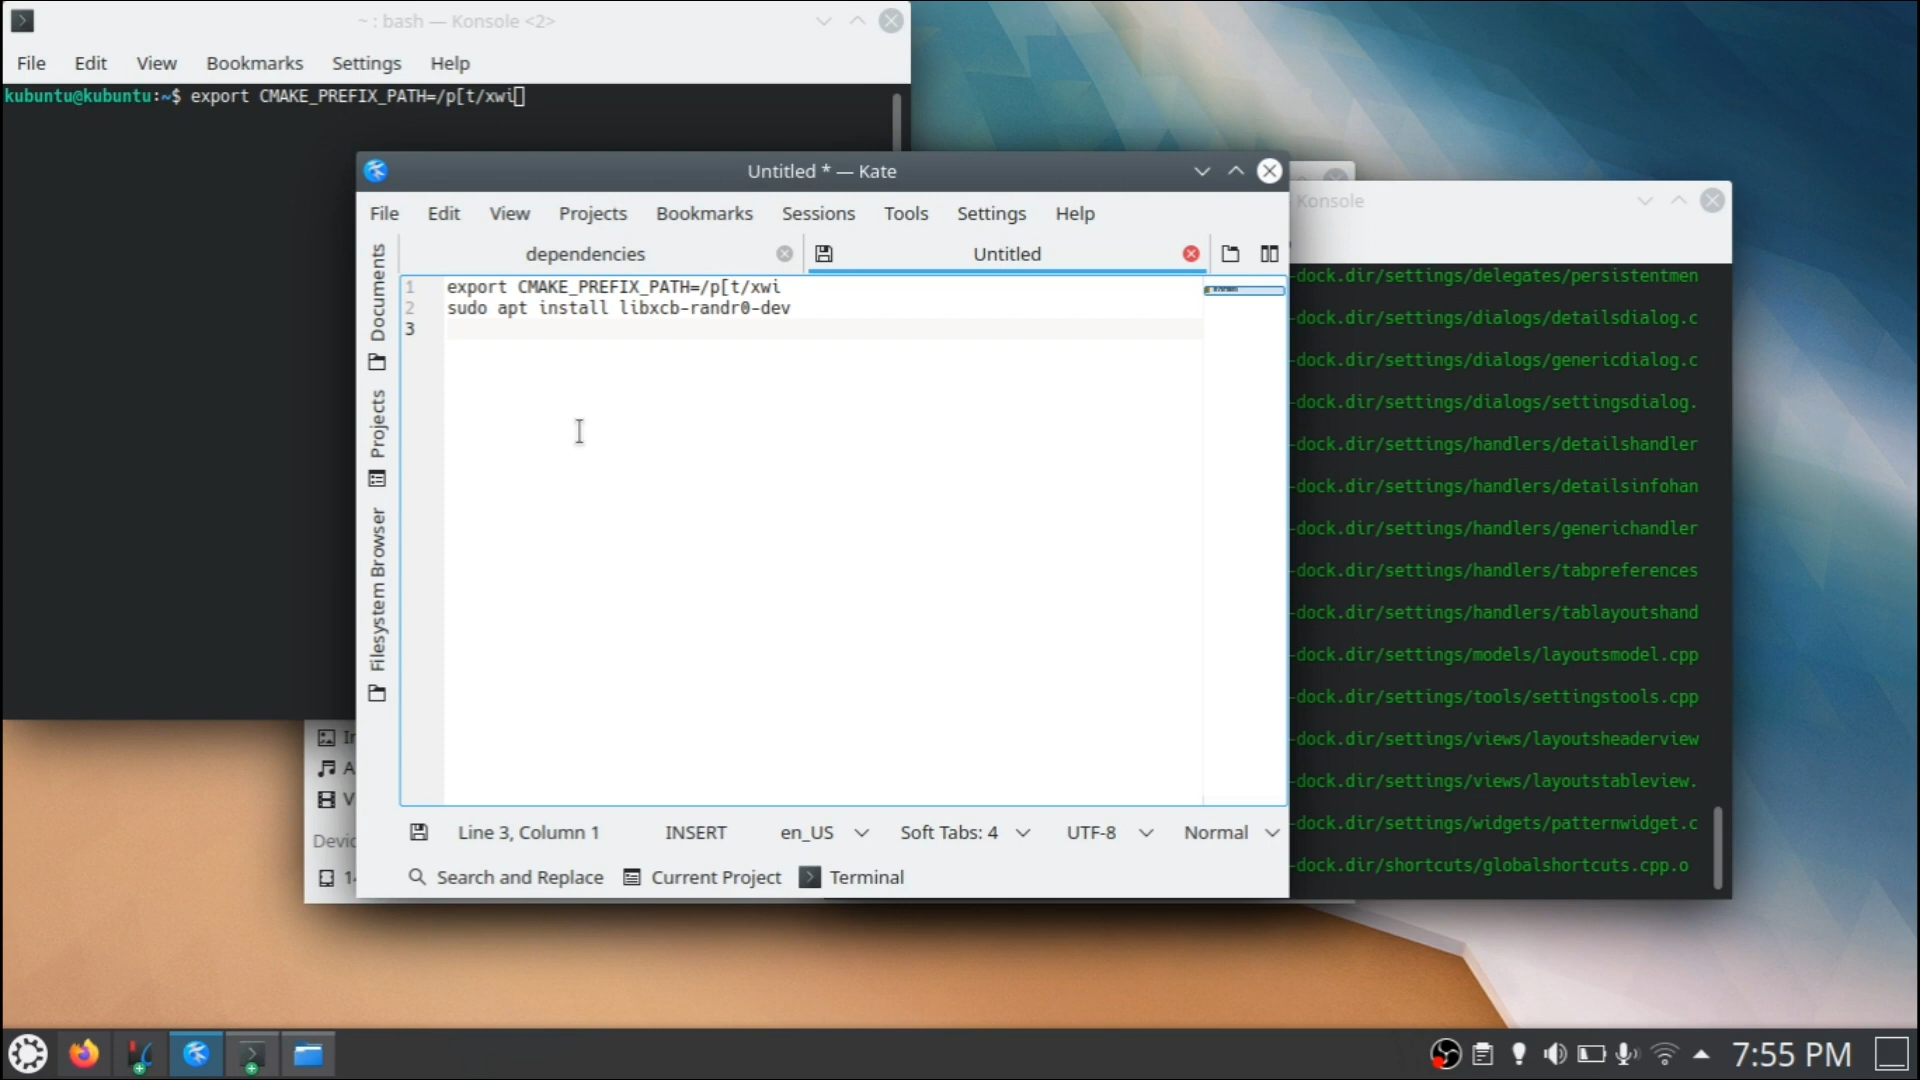 ~ : bash — Konsole <2>
File Edit View Bookmarks Settings Help
kubuntu@kubuntu:~$ export CMAKE_PREFIX_PATH=/p[t/xwi
Untitled * — Kate
File Edit View Projects Bookmarks Sessions Tools Settings Help
dependencies
Untitled
Documents
Projects
Filesystem Browser
1 export CMAKE_PREFIX_PATH=/p[t/xwi
2 sudo apt install libxcb-randr0-dev
3
Line 3, Column 1 INSERT en_US Soft Tabs: 4 UTF-8 Normal
Search and Replace Current Project Terminal
Konsole
-dock.dir/settings/delegates/persistentmen
-dock.dir/settings/dialogs/detailsdialog.c
-dock.dir/settings/dialogs/genericdialog.c
-dock.dir/settings/dialogs/settingsdialog.
-dock.dir/settings/handlers/detailshandler
-dock.dir/settings/handlers/detailsinfohan
-dock.dir/settings/handlers/generichandler
-dock.dir/settings/handlers/tabpreferences
-dock.dir/settings/handlers/tablayoutshand
-dock.dir/settings/models/layoutsmodel.cpp
-dock.dir/settings/tools/settingstools.cpp
-dock.dir/settings/views/layoutsheaderview
-dock.dir/settings/views/layoutstableview.
-dock.dir/settings/widgets/patternwidget.c
-dock.dir/shortcuts/globalshortcuts.cpp.o
A
V
Devic
7:55 PM